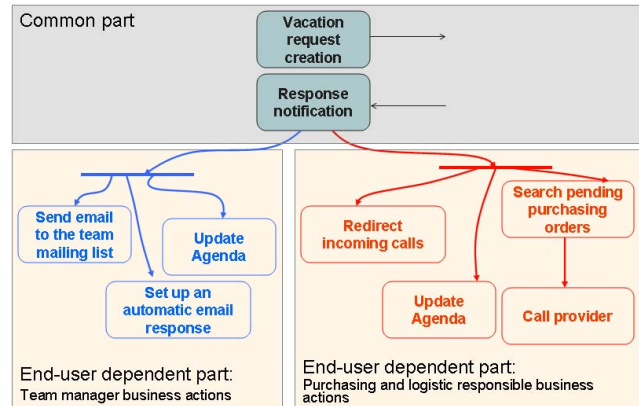 Common part
Vacation
request
creation
Response
notification
Send email
to the team
mailing list
Update
Agenda
Set up an
automatic email
response
End-user dependent part:
Team manager business actions
Redirect
incoming calls
Search pending
purchasing
orders
Update
Agenda
Call provider
End-user dependent part:
Purchasing and logistic responsible business
actions